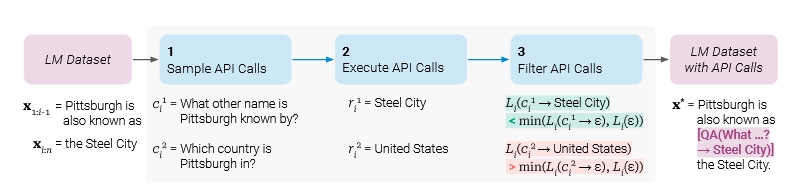 LM Dataset
1
Sample API Calls
2
Execute API Calls
3
Filter API Calls
LM Dataset
with API Calls
x1:i-1 = Pittsburgh is
also known as
xi:n = the Steel City
ci1 = What other name is
Pittsburgh known by?
ci2 = Which country is
Pittsburgh in?
ri1 = Steel City
ri2 = United States
Li(ci1 → Steel City)
< min(Li(ci1 → ε), Li(ε))
Li(ci2 → United States)
> min(Li(ci2 → ε), Li(ε))
x* = Pittsburgh is
also known as
[QA(What ...?
→ Steel City)]
the Steel City.